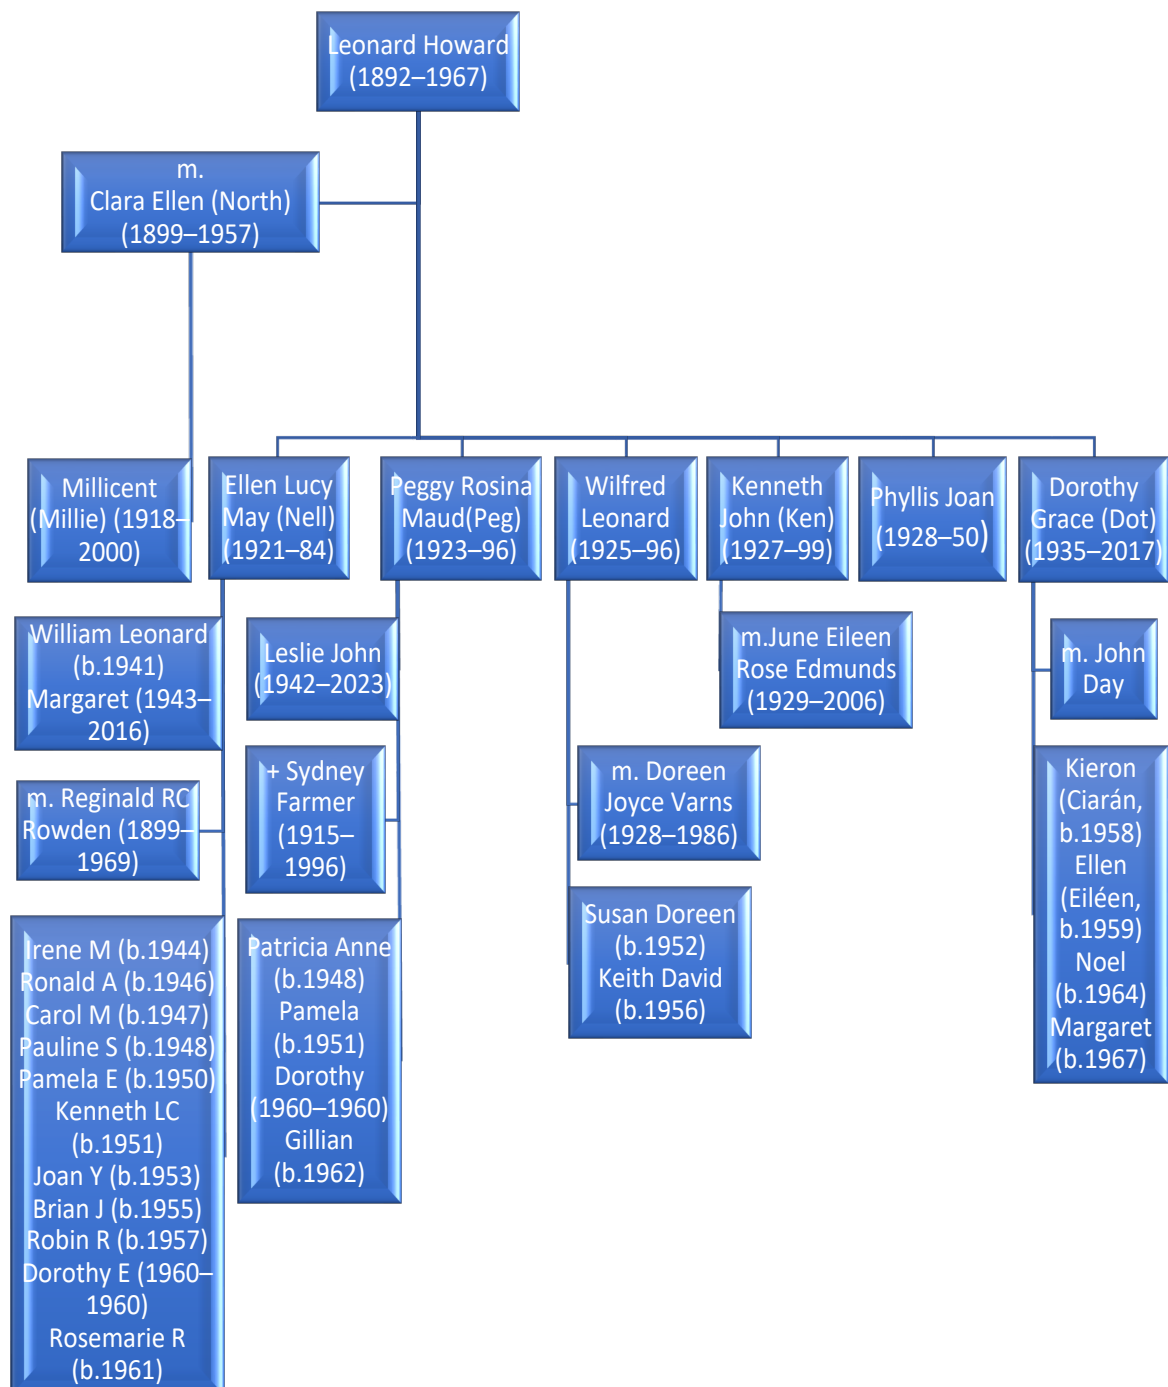 Leonard Howard
(1892–1967)
m.
Clara Ellen (North)
(1899–1957)
Millicent
(Millie) (1918–
2000)
Ellen Lucy
May (Nell)
(1921–84)
Peggy Rosina
Maud(Peg)
(1923–96)
Wilfred
Leonard
(1925–96)
Kenneth
John (Ken)
(1927–99)
Phyllis Joan
(1928–50)
Dorothy
Grace (Dot)
(1935–2017)
William Leonard
(b.1941)
Margaret (1943–
2016)
Leslie John
(1942–2023)
m.June Eileen
Rose Edmunds
(1929–2006)
m. John
Day
m. Reginald RC
Rowden (1899–
1969)
+ Sydney
Farmer
(1915–
1996)
m. Doreen
Joyce Varns
(1928–1986)
Kieron
(Ciarán,
b.1958)
Ellen
(Eiléen,
b.1959)
Noel
(b.1964)
Margaret
(b.1967)
Irene M (b.1944)
Ronald A (b.1946)
Carol M (b.1947)
Pauline S (b.1948)
Pamela E (b.1950)
Kenneth LC
(b.1951)
Joan Y (b.1953)
Brian J (b.1955)
Robin R (b.1957)
Dorothy E (1960–
1960)
Rosemarie R
(b.1961)
Patricia Anne
(b.1948)
Pamela
(b.1951)
Dorothy
(1960–1960)
Gillian
(b.1962)
Susan Doreen
(b.1952)
Keith David
(b.1956)